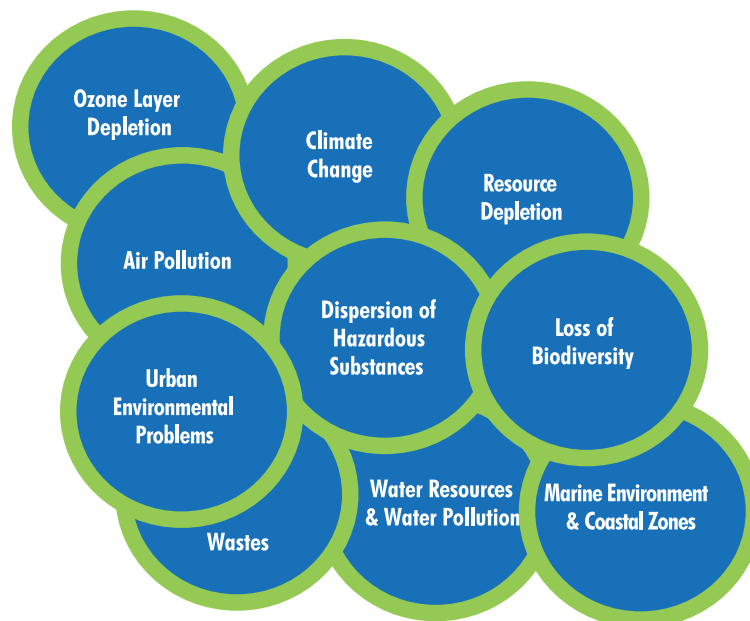 Ozone Layer
Depletion
Climate
Change
Resource
Depletion
Air Pollution
Dispersion of
Hazardous
Substances
Loss of
Biodiversity
Urban
Environmental
Problems
Water Resources
& Water Pollution
Marine Environment
& Coastal Zones
Wastes